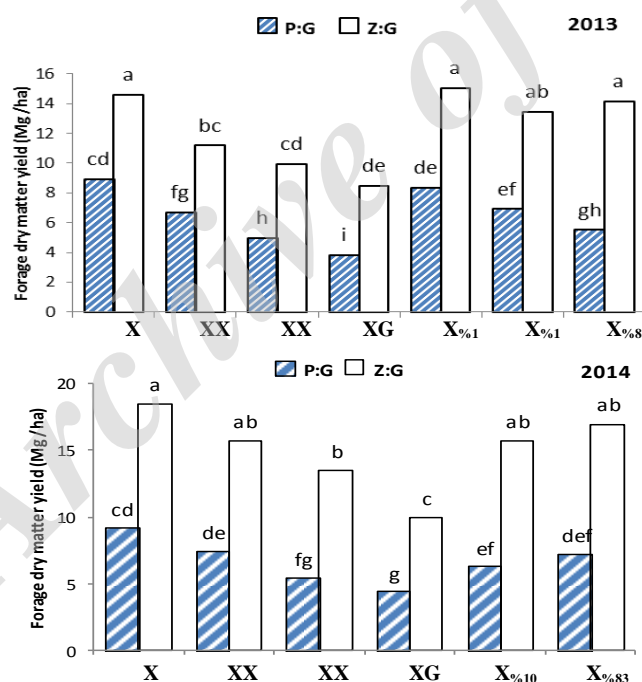 P:G Z:G 2013
Forage dry matter yield (Mg/ha)
16
14
12
10
8
6
4
2
0
cd a fg bc h cd i de de a ef ab gh a
X XX XX XG X%1 X%1 X%8
P:G Z:G 2014
Forage dry matter yield (Mg/ha)
20
15
10
5
0
cd a de ab fg b g c ef ab def ab
X XX XX XG X%10 X%83
Archive of